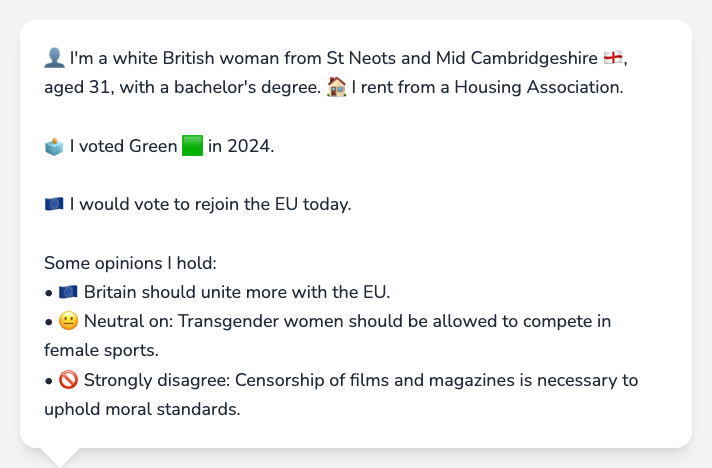 👤 I'm a white British woman from St Neots and Mid Cambridgeshire 🏴󠁧󠁢󠁥󠁮󠁧󠁿,
aged 31, with a bachelor's degree. 🏠 I rent from a Housing Association.
🗳️ I voted Green 🟩 in 2024.
🇪🇺 I would vote to rejoin the EU today.
Some opinions I hold:
• 🇪🇺 Britain should unite more with the EU.
• 😐 Neutral on: Transgender women should be allowed to compete in
female sports.
• 🚫 Strongly disagree: Censorship of films and magazines is necessary to
uphold moral standards.